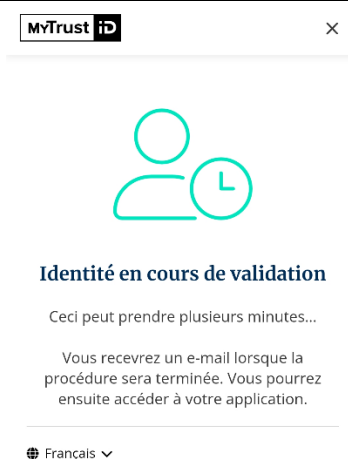 MYTrust iD
Identité en cours de validation
Ceci peut prendre plusieurs minutes...
Vous recevrez un e-mail lorsque la
procédure sera terminée. Vous pourrez
ensuite accéder à votre application.
Français